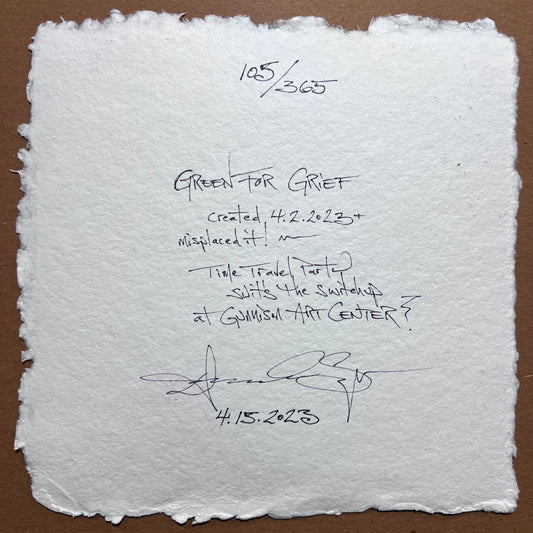 105/365
GREEN FOR GRIEF
created 4.2.2023 +
misplaced it! ~
Time Travel Party
suits the switchup
at GUNNISON ART CENTER?
4.15.2023